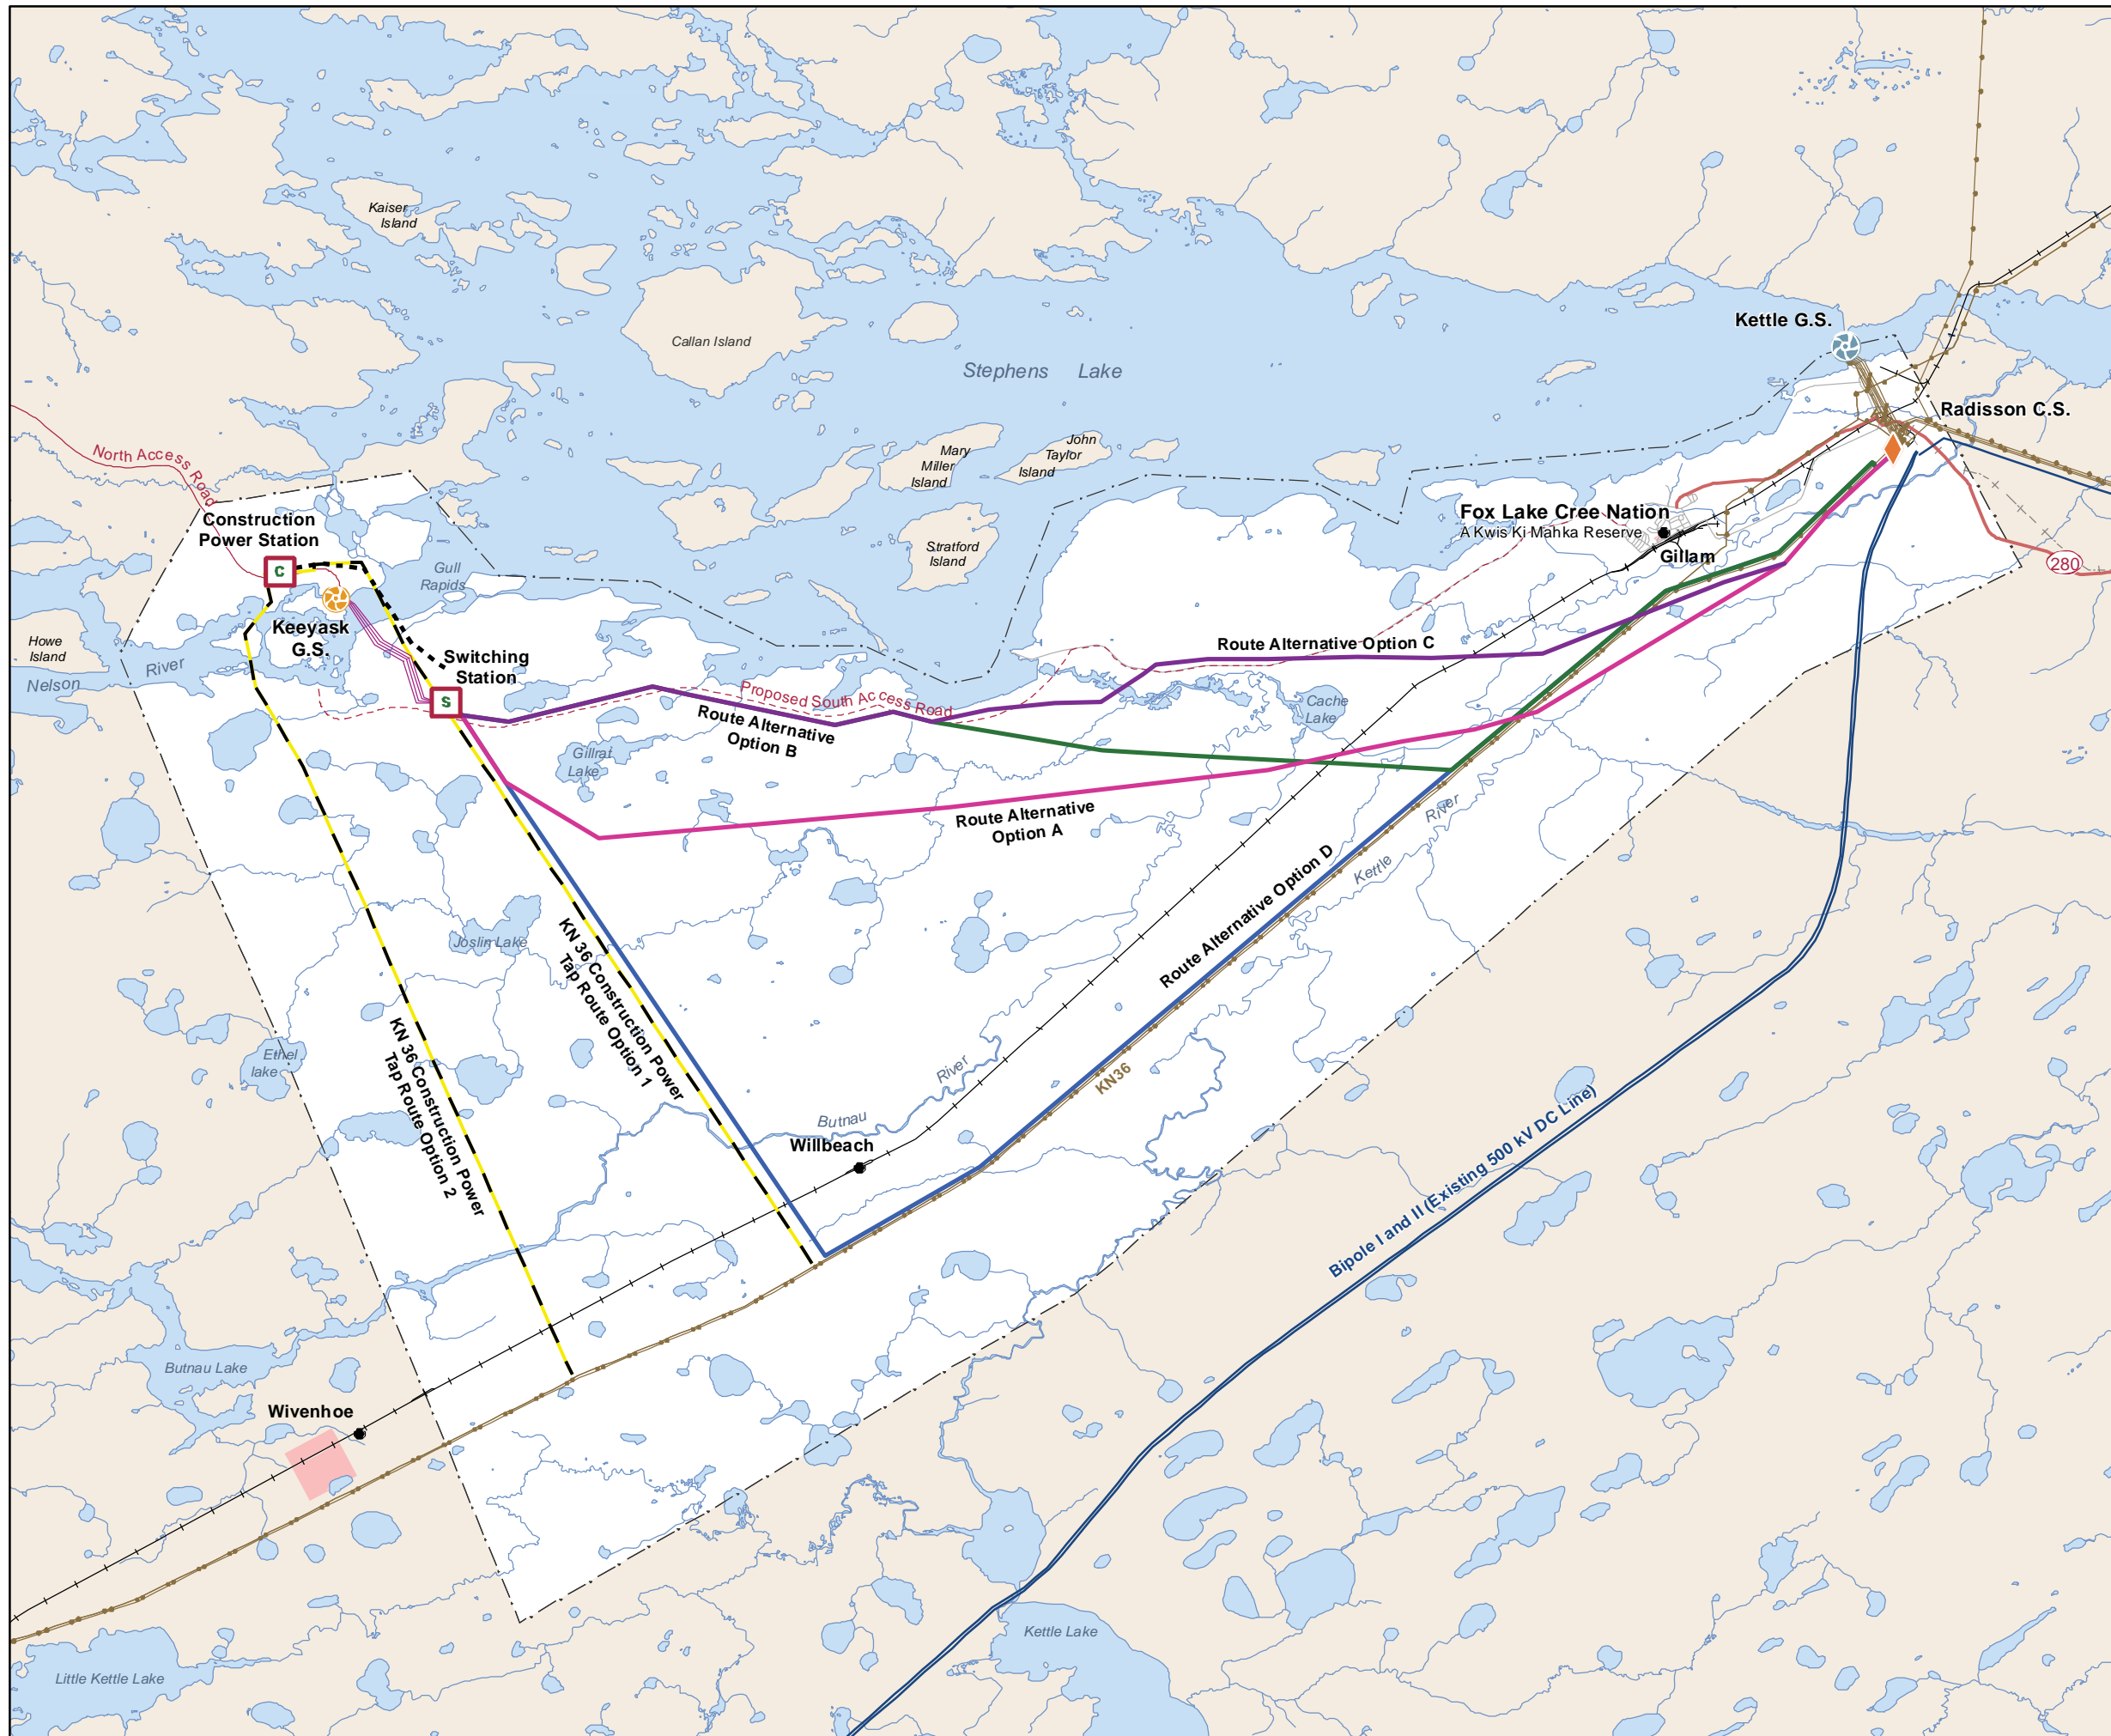 Kaiser
Island
Callan Island
Stephens Lake
Kettle G.S.
Radisson C.S.
Mary
Miller
Island
John
Taylor
Island
Stratford
Island
North Access Road
Construction
Power Station
C
Gull
Rapids
Keeyask
G.S.
Howe
Island
River
Nelson
Switching
Station
S
Fox Lake Cree Nation
A Kwis Ki Mahka Reserve
Gillam
280
Route Alternative Option C
Proposed South Access Road
Route Alternative
Option B
Cache
Lake
Gillrat
Lake
Route Alternative
Option A
River
Kettle
Route Alternative Option D
Joslin Lake
KN 36 Construction Power
Tap Route Option 1
KN 36 Construction Power
Tap Route Option 2
Ethel
lake
River
Butnau
Willbeach
KN36
Bipole I and II (Existing 500 kV DC Line)
Butnau Lake
Wivenhoe
Kettle Lake
Little Kettle Lake